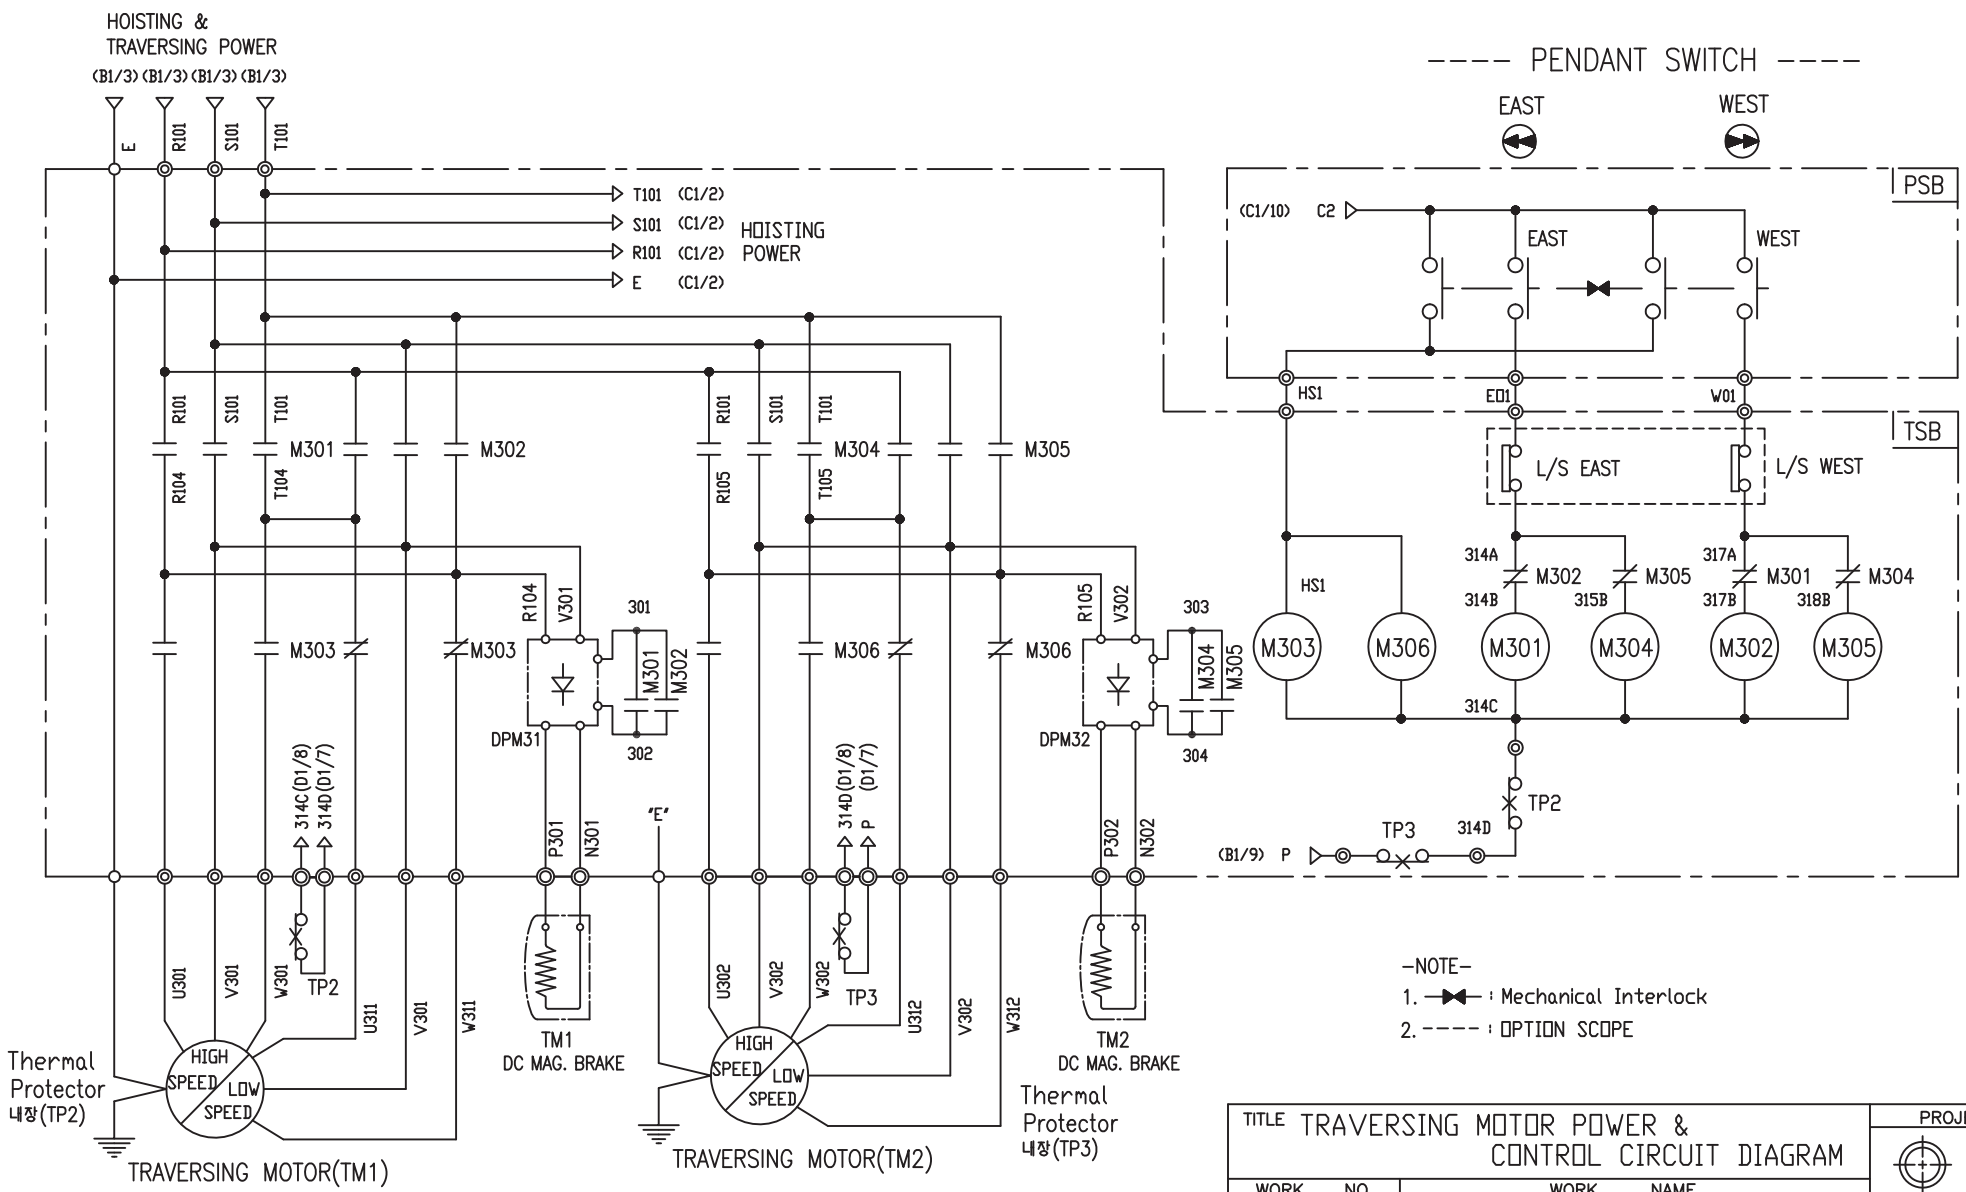 HOISTING &
TRAVERSING POWER
(B1/3) (B1/3) (B1/3) (B1/3)
E
R101
S101
T101
T101 (C1/2)
S101 (C1/2)
R101 (C1/2)
E (C1/2)
HOISTING
POWER
R101
S101
T101
M301
M302
R104
T104
R101
S101
T101
M304
M305
R105
T105
M303
M303
R104
V301
301
M301
M302
DPM31
302
M306
M306
R105
V302
303
M304
M305
DPM32
304
314C(D1/8)
314D(D1/7)
P301
N301
"E"
314D(D1/8)
P (D1/7)
P302
N302
U301
V301
W301
TP2
U311
V301
W311
TM1
DC MAG. BRAKE
U302
V302
W302
TP3
U312
V302
W312
TM2
DC MAG. BRAKE
Thermal
Protector
내장(TP2)
HIGH
SPEED
LOW
SPEED
TRAVERSING MOTOR(TM1)
HIGH
SPEED
LOW
SPEED
TRAVERSING MOTOR(TM2)
Thermal
Protector
내장(TP3)
PENDANT SWITCH
EAST
WEST
PSB
(C1/10) C2
EAST
WEST
HS1
E01
W01
TSB
L/S EAST
L/S WEST
HS1
314A
M302
M305
317A
M301
M304
314B
315B
317B
318B
M303
M306
M301
M304
M302
M305
314C
TP2
TP3
314D
(B1/9) P
-NOTE-
1. : Mechanical Interlock
2. ---- : OPTION SCOPE
TITLE TRAVERSING MOTOR POWER &
CONTROL CIRCUIT DIAGRAM
PROJE
WORK NO
WORK NAME